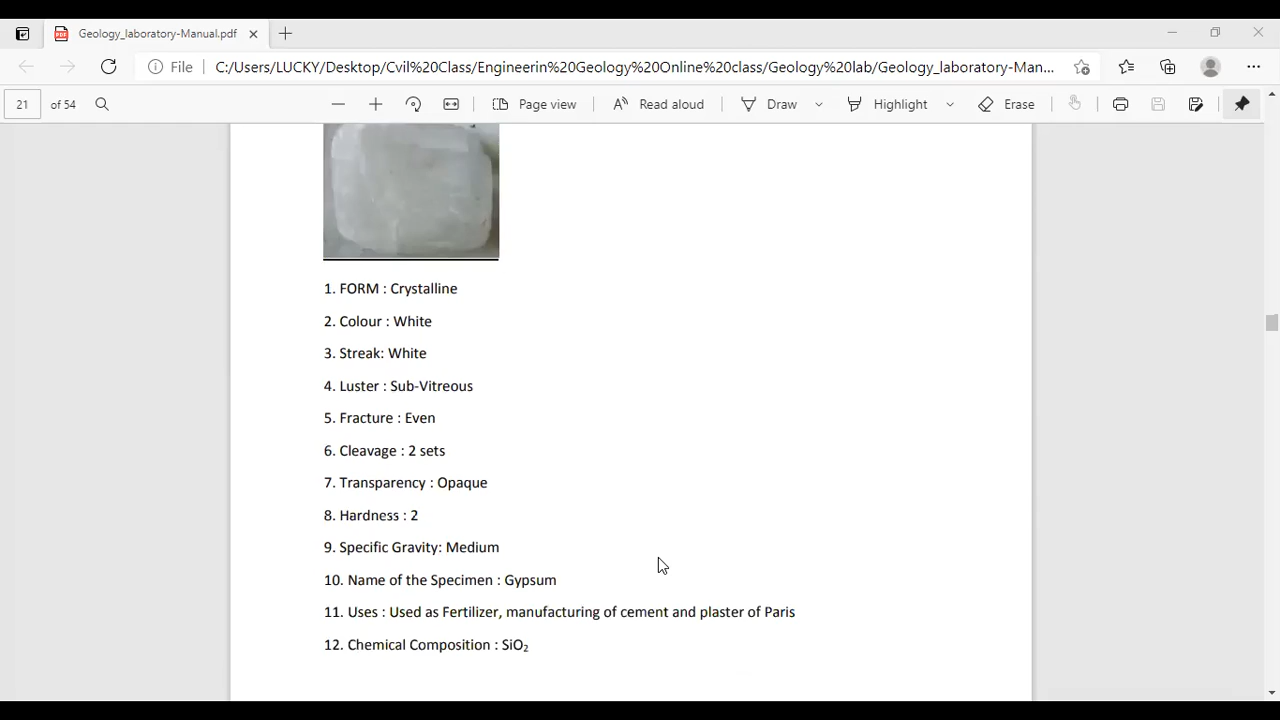 Geology_laboratory-Manual.pdf
File C:/Users/LUCKY/Desktop/Cvil%20Class/Engineerin%20Geology%20Online%20class/Geology%20lab/Geology_laboratory-Man...
21 of 54 Page view Read aloud Draw Highlight Erase
1. FORM : Crystalline
2. Colour : White
3. Streak: White
4. Luster : Sub-Vitreous
5. Fracture : Even
6. Cleavage : 2 sets
7. Transparency : Opaque
8. Hardness : 2
9. Specific Gravity: Medium
10. Name of the Specimen : Gypsum
11. Uses : Used as Fertilizer, manufacturing of cement and plaster of Paris
12. Chemical Composition : SiO₂